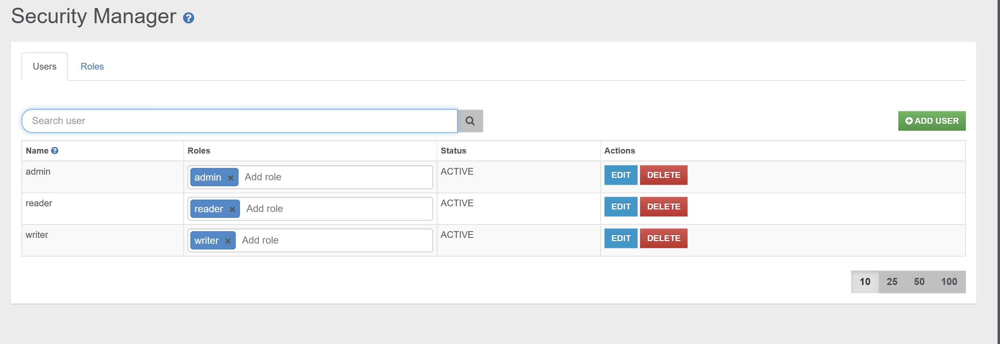 Security Manager ?
Users Roles
Search user
ADD USER
Name ? Roles Status Actions
admin admin × Add role ACTIVE EDIT DELETE
reader reader × Add role ACTIVE EDIT DELETE
writer writer × Add role ACTIVE EDIT DELETE
10 25 50 100